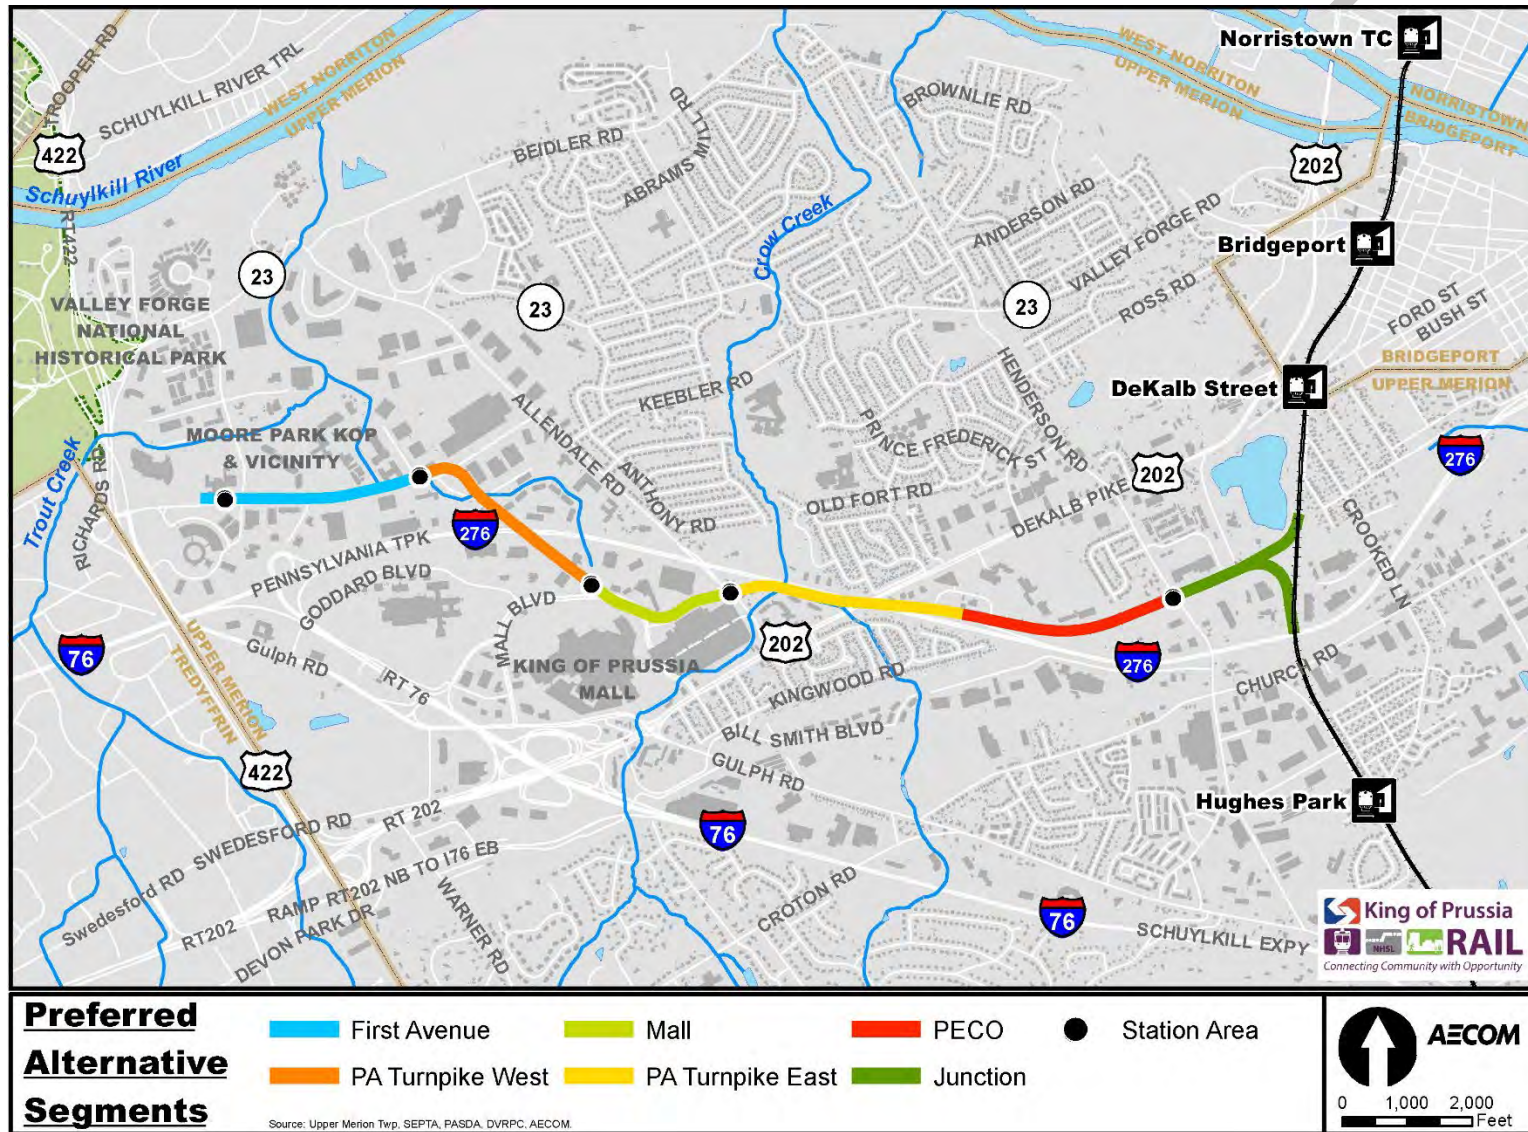 Norristown TC
TROOPER RD
SCHUYLKILL RIVER TRL
WEST NORRITON
UPPER MERION
WEST NORRITON
UPPER MERION
NORRISTOWN
BRIDGEPORT
422
Schuylkill River
RT422
BEIDLER RD
ABRAMS MILL RD
BROWNLIE RD
202
Crow Creek
ANDERSON RD
VALLEY FORGE RD
ROSS RD
Bridgeport
23
23
23
VALLEY FORGE
NATIONAL
HISTORICAL PARK
FORD ST
BUSH ST
BRIDGEPORT
UPPER MERION
DeKalb Street
KEEBLER RD
HENDERSON RD
PRINCE FREDERICK ST
ALLENDALE RD
ANTHONY RD
MOORE PARK KOP
& VICINITY
OLD FORT RD
DEKALB PIKE
202
276
Trout Creek
RICHARDS RD
276
PENNSYLVANIA TPK
GODDARD BLVD
MALL BLVD
CROOKED LN
76
UPPER MERION
TREDYFFRIN
Gulph RD
RT 76
KING OF PRUSSIA
MALL
202
KINGWOOD RD
276
CHURCH RD
BILL SMITH BLVD
GULPH RD
422
Hughes Park
76
RT 202
SWEDESFORD RD
Swedesford RD
RAMP RT202 NB TO I76 EB
RT202
DEVON PARK DR
WARNER RD
CROTON RD
76
SCHUYLKILL EXPY
King of Prussia
NHSL
RAIL
Connecting Community with Opportunity
Preferred
Alternative
Segments
First Avenue
Mall
PECO
Station Area
PA Turnpike West
PA Turnpike East
Junction
Source: Upper Merion Twp, SEPTA, PASDA, DVRPC, AECOM.
AECOM
0 1,000 2,000
Feet